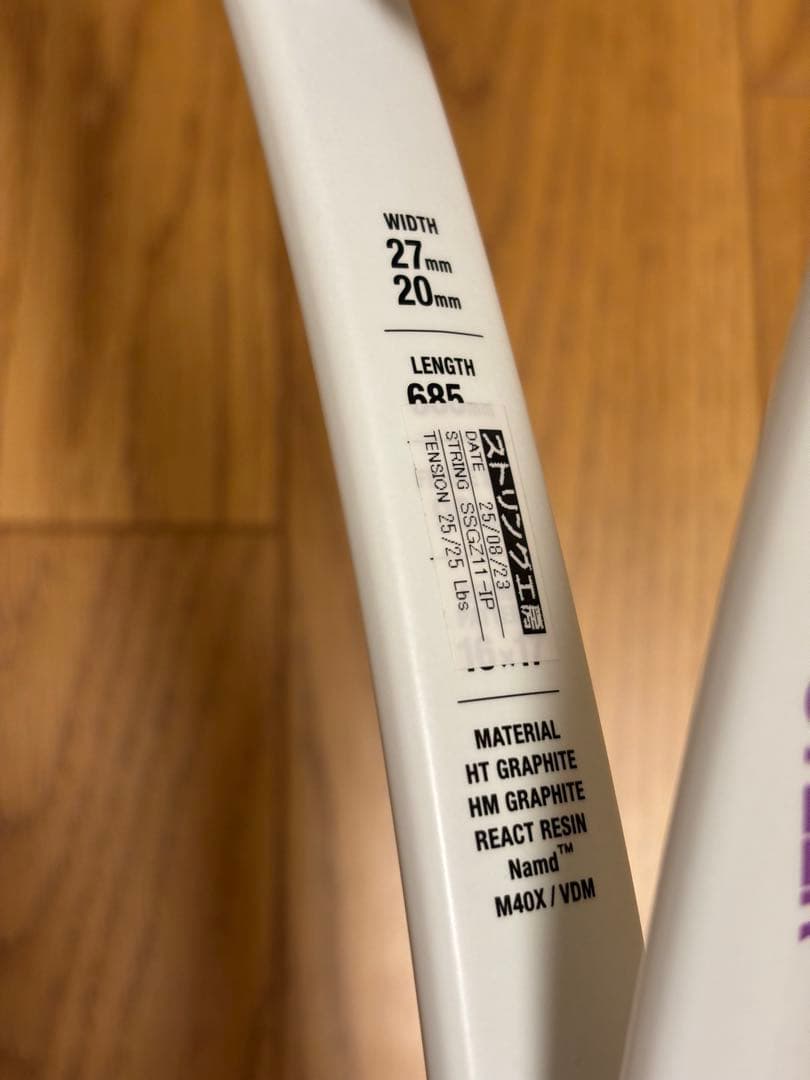 WIDTH
27mm
20mm
LENGTH
685
ストリング工房
DATE 25/08/23
STRING SSGZ11-IP
TENSION 25/25 Lbs
MATERIAL
HT GRAPHITE
HM GRAPHITE
REACT RESIN
Namd™
M40X/VDM